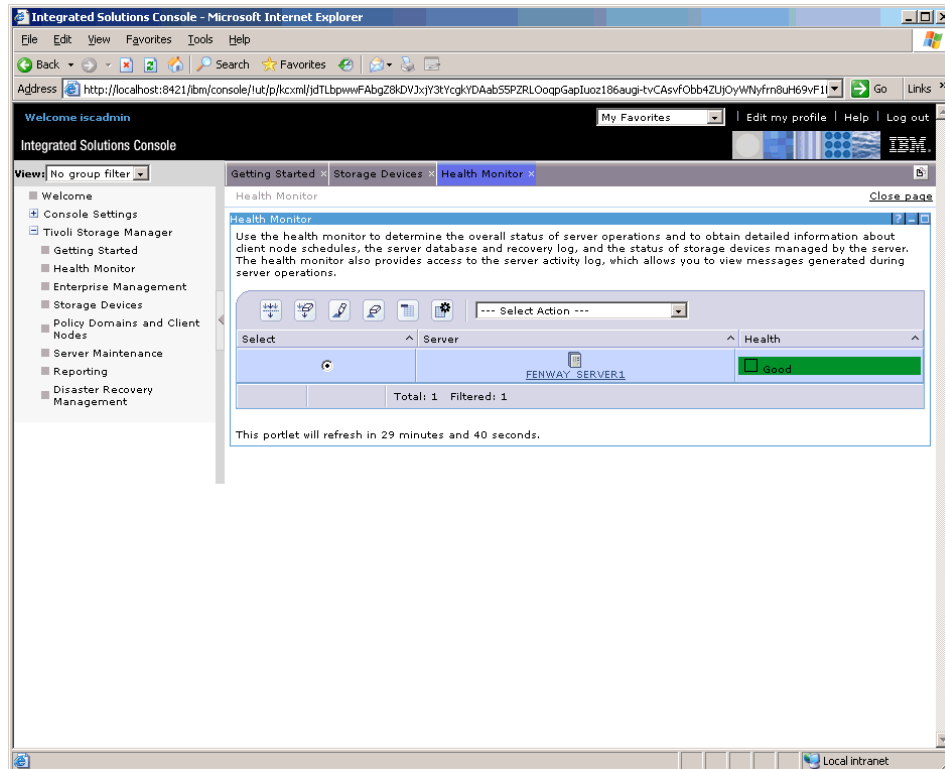 Integrated Solutions Console - Microsoft Internet Explorer
File Edit View Favorites Tools Help
Back Search Favorites
Address http://localhost:8421/ibm/console/!ut/p/kcxml/ Go Links »
Welcome iscadmin My Favorites Edit my profile Help Log out
Integrated Solutions Console IBM.
View: No group filter
Getting Started × Storage Devices × Health Monitor ×
Welcome
Console Settings
Tivoli Storage Manager
Getting Started
Health Monitor
Enterprise Management
Storage Devices
Policy Domains and Client
Nodes
Server Maintenance
Reporting
Disaster Recovery
Management
Health Monitor Close page
Health Monitor
Use the health monitor to determine the overall status of server operations and to obtain detailed information about
client node schedules, the server database and recovery log, and the status of storage devices managed by the server.
The health monitor also provides access to the server activity log, which allows you to view messages generated during
server operations.
--- Select Action ---
Select ^ Server ^ Health ^
FENWAY_SERVER1 Good
Total: 1 Filtered: 1
This portlet will refresh in 29 minutes and 40 seconds.
Local intranet